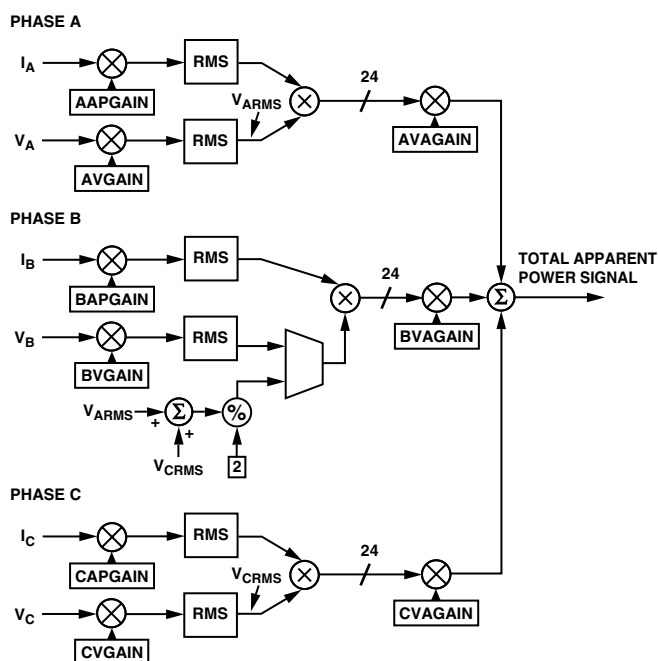 PHASE A
I_A
RMS
AAPGAIN
V_ARMS
24
V_A
RMS
AVGAIN
AVAGAIN
PHASE B
I_B
RMS
BAPGAIN
24
TOTAL APPARENT
POWER SIGNAL
Σ
V_B
RMS
BVGAIN
BVAGAIN
V_ARMS
+
Σ
+
%
V_CRMS
2
PHASE C
I_C
RMS
CAPGAIN
V_CRMS
24
V_C
RMS
CVGAIN
CVAGAIN